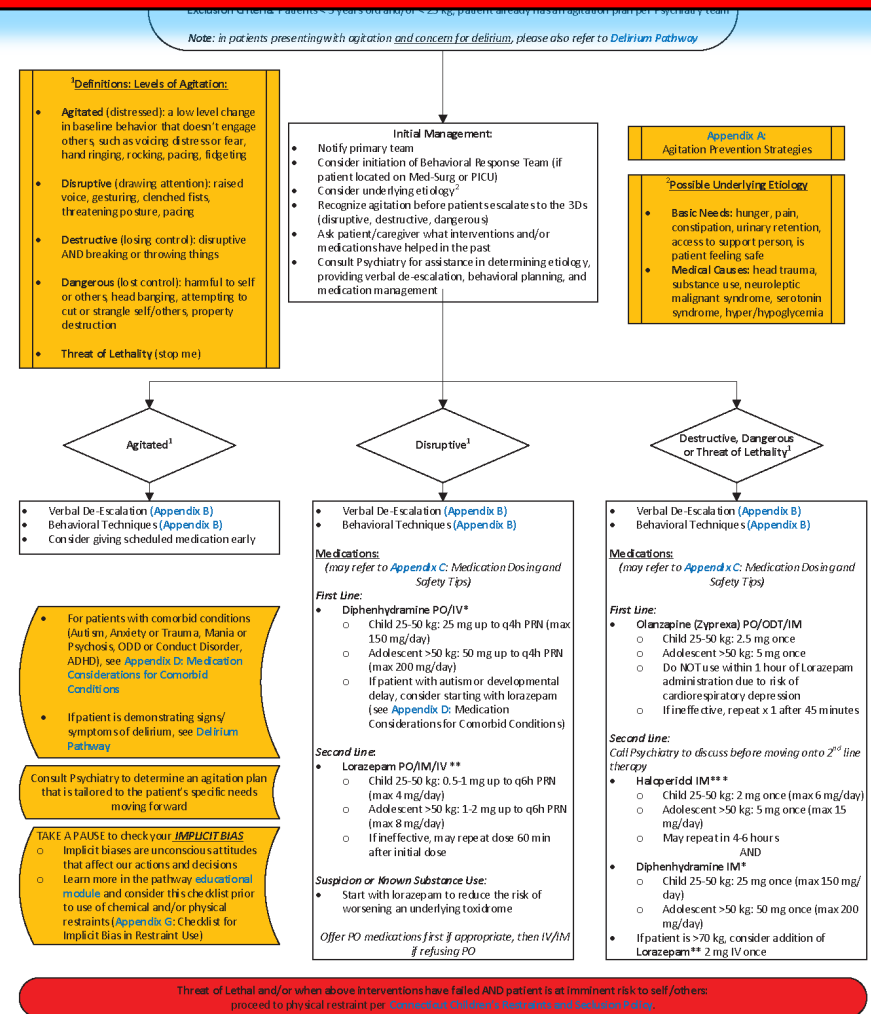 Exclusion Criteria: Patients < 5 years old and/or < 25 kg, patient already has an agitation plan per Psychiatry team
Note: in patients presenting with agitation and concern for delirium, please also refer to Delirium Pathway
1Definitions: Levels of Agitation:
• Agitated (distressed): a low level change
in baseline behavior that doesn't engage
others, such as voicing distress or fear,
hand ringing, rocking, pacing, fidgeting
• Disruptive (drawing attention): raised
voice, gesturing, clenched fists,
threatening posture, pacing
• Destructive (losing control): disruptive
AND breaking or throwing things
• Dangerous (lost control): harmful to self
or others, head banging, attempting to
cut or strangle self/others, property
destruction
• Threat of Lethality (stop me)
Initial Management:
• Notify primary team
• Consider initiation of Behavioral Response Team (if
patient located on Med-Surg or PICU)
• Consider underlying etiology2
• Recognize agitation before patient sescalates to the 3Ds
(disruptive, destructive, dangerous)
• Ask patient/caregiver what interventions and/or
medications have helped in the past
• Consult Psychiatry for assistance in determining etiology,
providing verbal de-escalation, behavioral planning, and
medication management
Appendix A:
Agitation Prevention Strategies
2Possible Underlying Etiology
• Basic Needs: hunger, pain,
constipation, urinary retention,
access to support person, is
patient feeling safe
• Medical Causes: head trauma,
substance use, neuroleptic
malignant syndrome, serotonin
syndrome, hyper/hypoglycemia
Agitated1
Disruptive1
Destructive, Dangerous
or Threat of Lethality1
• Verbal De-Escalation (Appendix B)
• Behavioral Techniques (Appendix B)
• Consider giving scheduled medication early
• For patients with comorbid conditions
(Autism, Anxiety or Trauma, Mania or
Psychosis, ODD or Conduct Disorder,
ADHD), see Appendix D: Medication
Considerations for Comorbid
Conditions
• If patient is demonstrating signs/
symptoms of delirium, see Delirium
Pathway
Consult Psychiatry to determine an agitation plan
that is tailored to the patient's specific needs
moving forward
TAKE A PAUSE to check your IMPLICIT BIAS
o Implicit biases are unconscious attitudes
that affect our actions and decisions
o Learn more in the pathway educational
module and consider this checklist prior
to use of chemical and/or physical
restraints (Appendix G: Checklist for
Implicit Bias in Restraint Use)
• Verbal De-Escalation (Appendix B)
• Behavioral Techniques (Appendix B)
Medications:
(may refer to Appendix C: Medication Dosing and
Safety Tips)
First Line:
• Diphenhydramine PO/IV*
o Child 25-50 kg: 25 mg up to q4h PRN (max
150 mg/day)
o Adolescent >50 kg: 50 mg up to q4h PRN
(max 200 mg/day)
o If patient with autism or developmental
delay, consider starting with lorazepam
(see Appendix D: Medication
Considerations for Comorbid Conditions)
Second Line:
• Lorazepam PO/IM/IV **
o Child 25-50 kg: 0.5-1 mg up to q6h PRN
(max 4 mg/day)
o Adolescent >50 kg: 1-2 mg up to q6h PRN
(max 8 mg/day)
o If ineffective, may repeat dose 60 min
after initial dose
Suspicion or Known Substance Use:
• Start with lorazepam to reduce the risk of
worsening an underlying toxidrome
Offer PO medications first if appropriate, then IV/IM
if refusing PO
• Verbal De-Escalation (Appendix B)
• Behavioral Techniques (Appendix B)
Medications:
(may refer to Appendix C: Medication Dosing and
Safety Tips)
First Line:
• Olanzapine (Zyprexa) PO/ODT/IM
o Child 25-50 kg: 2.5 mg once
o Adolescent >50 kg: 5 mg once
o Do NOT use within 1 hour of Lorazepam
administration due to risk of
cardiorespiratory depression
o If ineffective, repeat x 1 after 45 minutes
Second Line:
Call Psychiatry to discuss before moving onto 2nd line
therapy
• Haloperidol IM***
o Child 25-50 kg: 2 mg once (max 6 mg/day)
o Adolescent >50 kg: 5 mg once (max 15
mg/day)
o May repeat in 4-6 hours
AND
• Diphenhydramine IM*
o Child 25-50 kg: 25 mg once (max 150 mg/
day)
o Adolescent >50 kg: 50 mg once (max 200
mg/day)
• If patient is >70 kg, consider addition of
Lorazepam** 2 mg IV once
Threat of Lethal and/or when above interventions have failed AND patient is at imminent risk to self/others:
proceed to physical restraint per Connecticut Children's Restraints and Seclusion Policy.